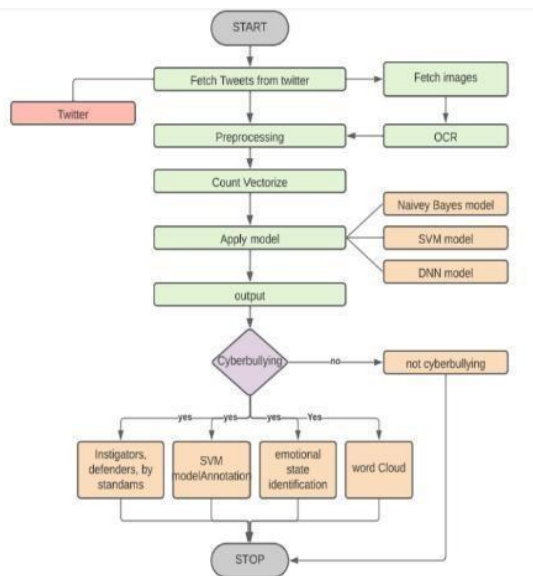 START
Fetch Tweets from twitter
Fetch images
Twitter
Preprocessing
OCR
Count Vectorize
Naivey Bayes model
Apply model
SVM model
DNN model
output
Cyberbullying
no
not cyberbullying
yes
yes
yes
Yes
Instigators,
defenders, by
standams
SVM
modelAnnotation
emotional
state
identification
word Cloud
STOP